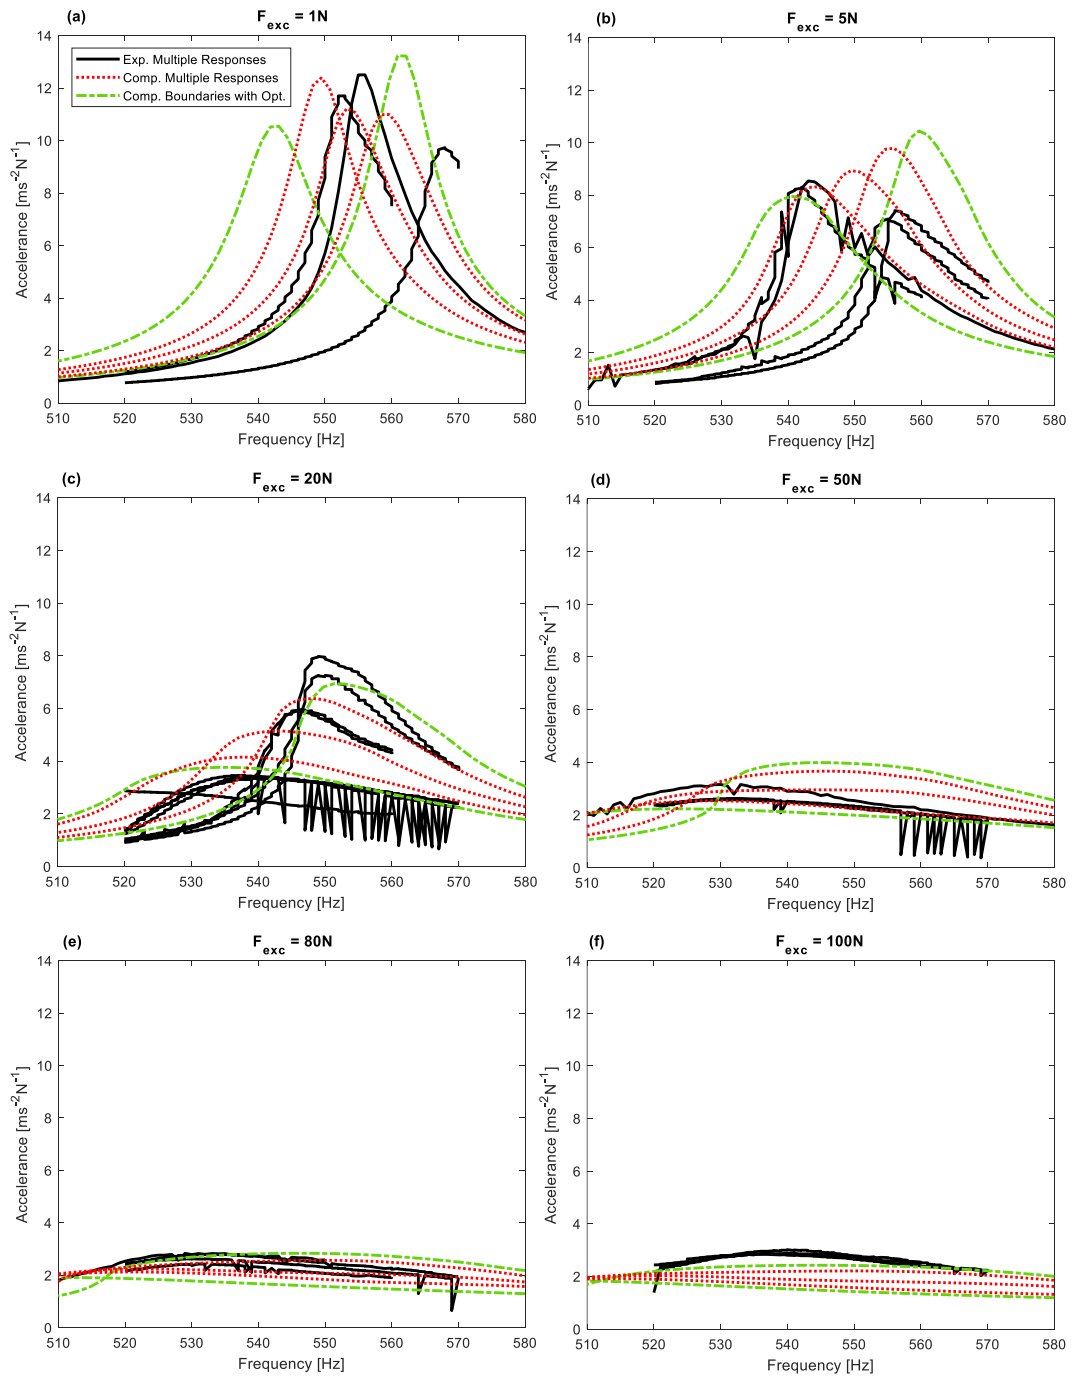 (a) F_exc = 1N
14
12
10
8
6
4
2
0
Accelerance [ms^-2N^-1]
Exp. Multiple Responses
Comp. Multiple Responses
Comp. Boundaries with Opt.
510 520 530 540 550 560 570 580
Frequency [Hz]
(b) F_exc = 5N
14
12
10
8
6
4
2
0
Accelerance [ms^-2N^-1]
510 520 530 540 550 560 570 580
Frequency [Hz]
(c) F_exc = 20N
14
12
10
8
6
4
2
0
Accelerance [ms^-2N^-1]
510 520 530 540 550 560 570 580
Frequency [Hz]
(d) F_exc = 50N
14
12
10
8
6
4
2
0
Accelerance [ms^-2N^-1]
510 520 530 540 550 560 570 580
Frequency [Hz]
(e) F_exc = 80N
14
12
10
8
6
4
2
0
Accelerance [ms^-2N^-1]
510 520 530 540 550 560 570 580
Frequency [Hz]
(f) F_exc = 100N
14
12
10
8
6
4
2
0
Accelerance [ms^-2N^-1]
510 520 530 540 550 560 570 580
Frequency [Hz]